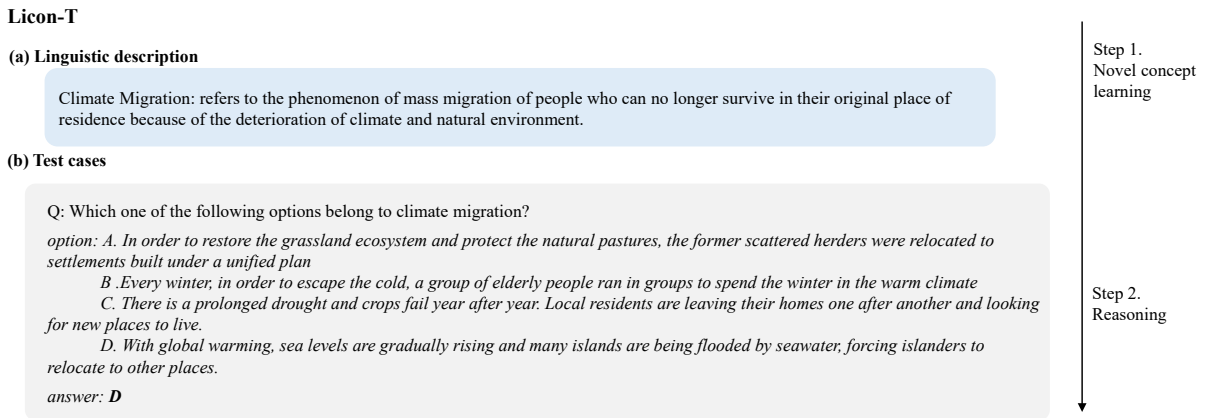 Licon-T
(a) Linguistic description
Climate Migration: refers to the phenomenon of mass migration of people who can no longer survive in their original place of
residence because of the deterioration of climate and natural environment.
(b) Test cases
Q: Which one of the following options belong to climate migration?
option: A. In order to restore the grassland ecosystem and protect the natural pastures, the former scattered herders were relocated to
settlements built under a unified plan
B .Every winter, in order to escape the cold, a group of elderly people ran in groups to spend the winter in the warm climate
C. There is a prolonged drought and crops fail year after year. Local residents are leaving their homes one after another and looking
for new places to live.
D. With global warming, sea levels are gradually rising and many islands are being flooded by seawater, forcing islanders to
relocate to other places.
answer: D
Step 1.
Novel concept
learning
Step 2.
Reasoning